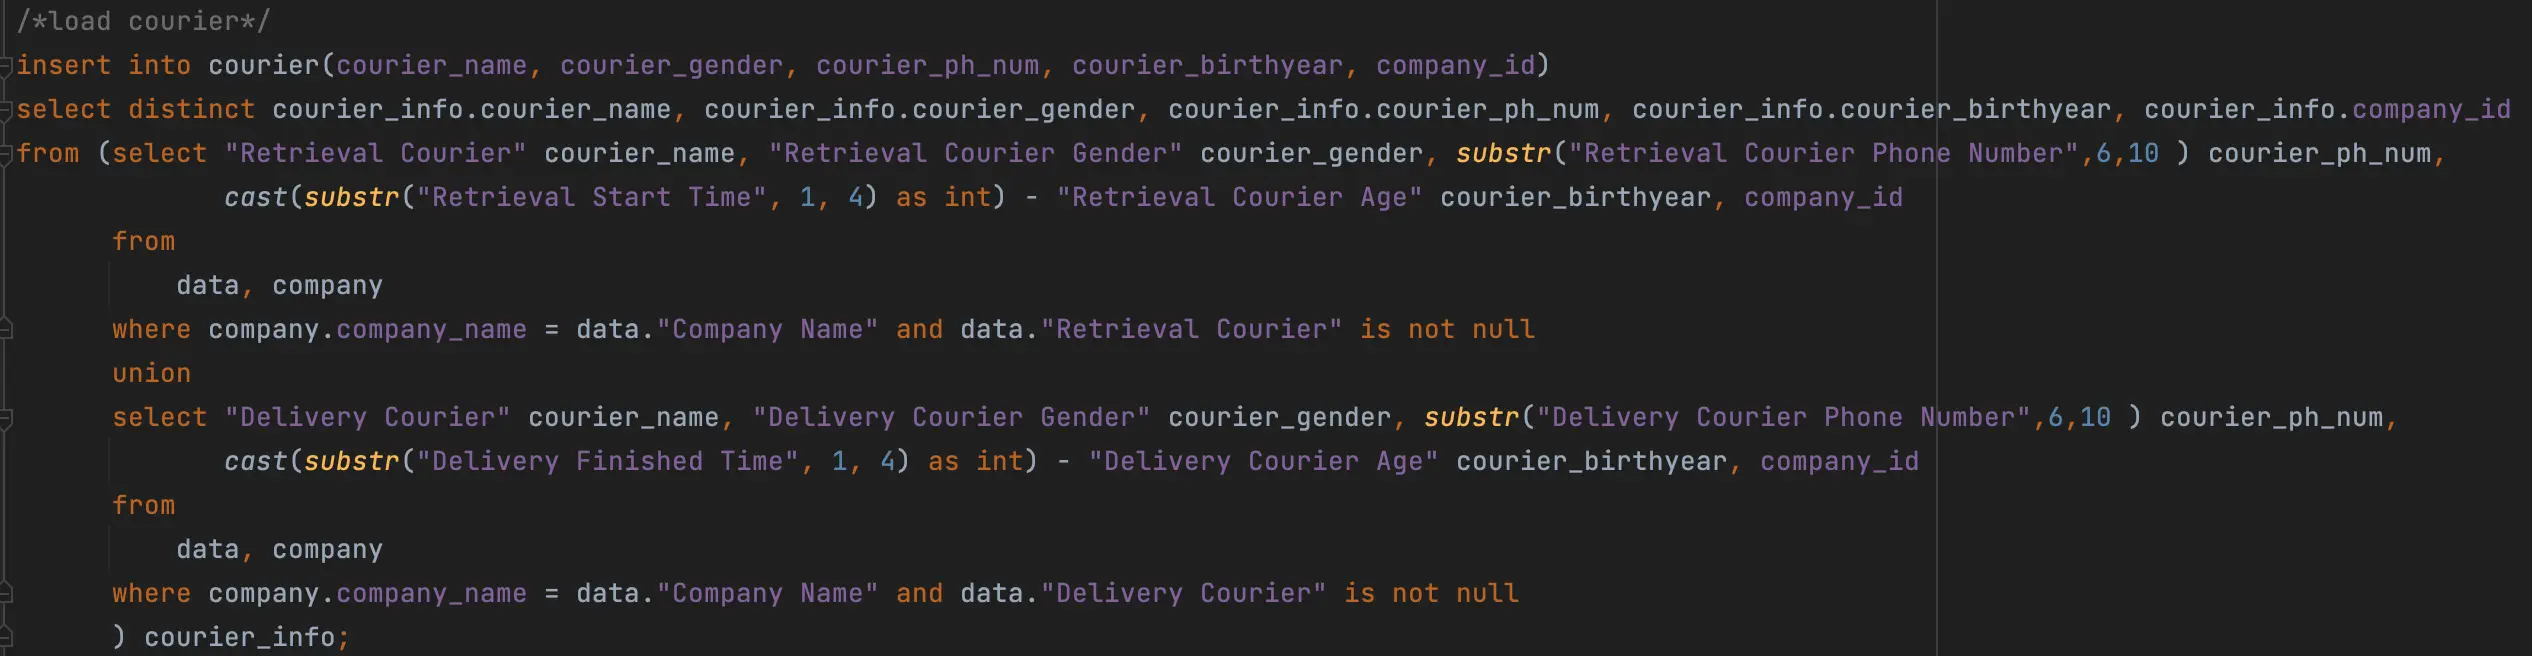 /*load courier*/
insert into courier(courier_name, courier_gender, courier_ph_num, courier_birthyear, company_id)
select distinct courier_info.courier_name, courier_info.courier_gender, courier_info.courier_ph_num, courier_info.courier_birthyear, courier_info.company_id
from (select "Retrieval Courier" courier_name, "Retrieval Courier Gender" courier_gender, substr("Retrieval Courier Phone Number",6,10 ) courier_ph_num,
cast(substr("Retrieval Start Time", 1, 4) as int) - "Retrieval Courier Age" courier_birthyear, company_id
from
data, company
where company.company_name = data."Company Name" and data."Retrieval Courier" is not null
union
select "Delivery Courier" courier_name, "Delivery Courier Gender" courier_gender, substr("Delivery Courier Phone Number",6,10 ) courier_ph_num,
cast(substr("Delivery Finished Time", 1, 4) as int) - "Delivery Courier Age" courier_birthyear, company_id
from
data, company
where company.company_name = data."Company Name" and data."Delivery Courier" is not null
) courier_info;